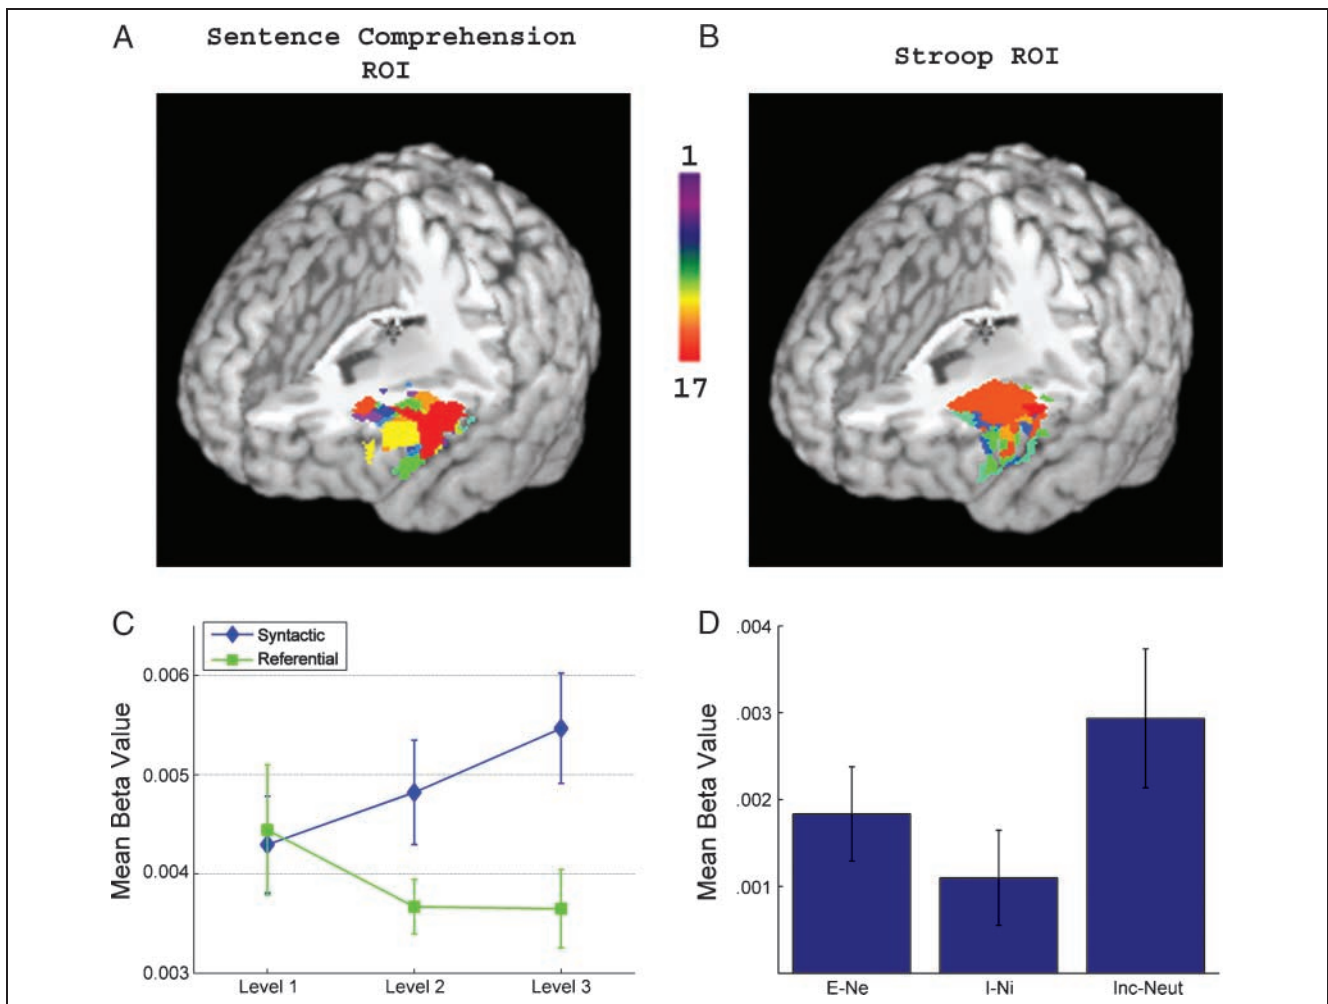 A
Sentence Comprehension
ROI
B
Stroop ROI
1
17
C
Syntactic
Referential
0.006
0.005
0.004
0.003
Mean Beta Value
Level 1
Level 2
Level 3
D
.004
.003
.002
.001
Mean Beta Value
E-Ne
I-Ni
Inc-Neut